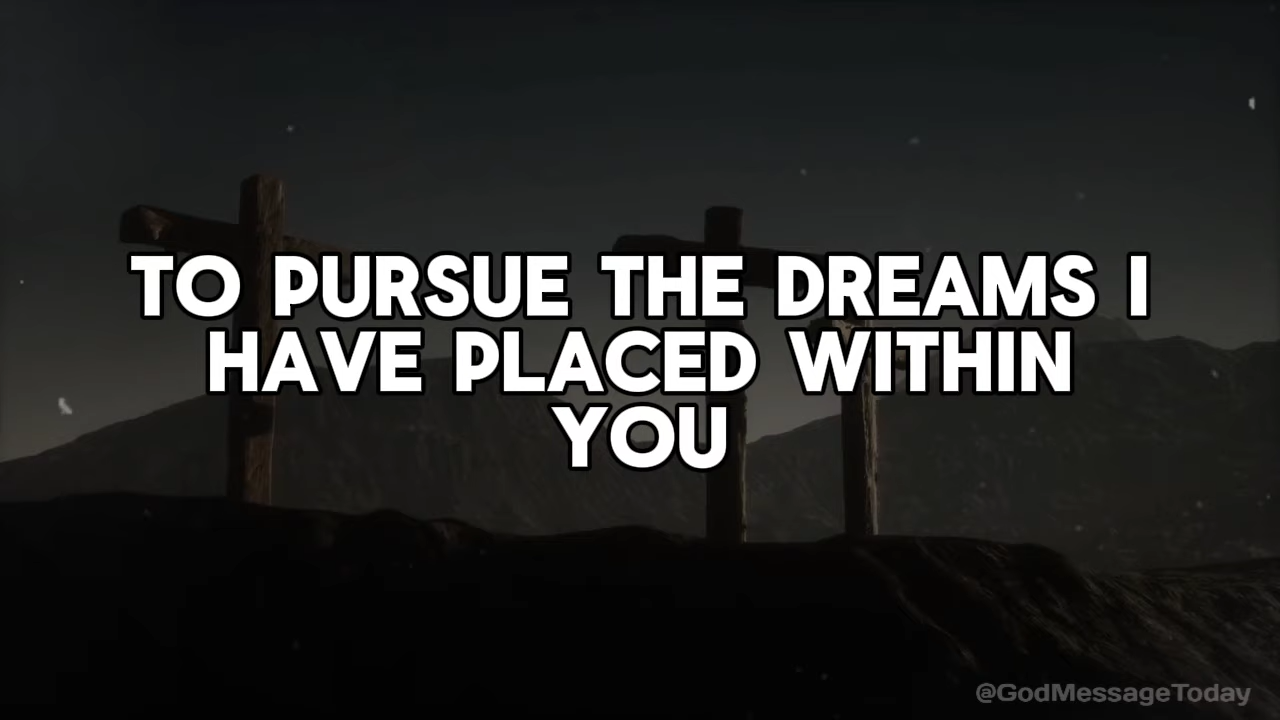 TO PURSUE THE DREAMS I
HAVE PLACED WITHIN
YOU
@GodMessageToday